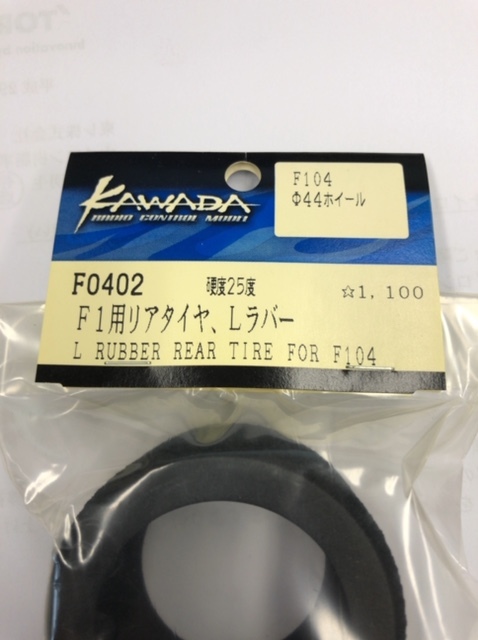 KAWADA
RADIO CONTROL MODEL
F104
Φ44ホイール
F0402 硬度25度 ☆1,100
F1用リアタイヤ、Lラバー
L RUBBER REAR TIRE FOR F104